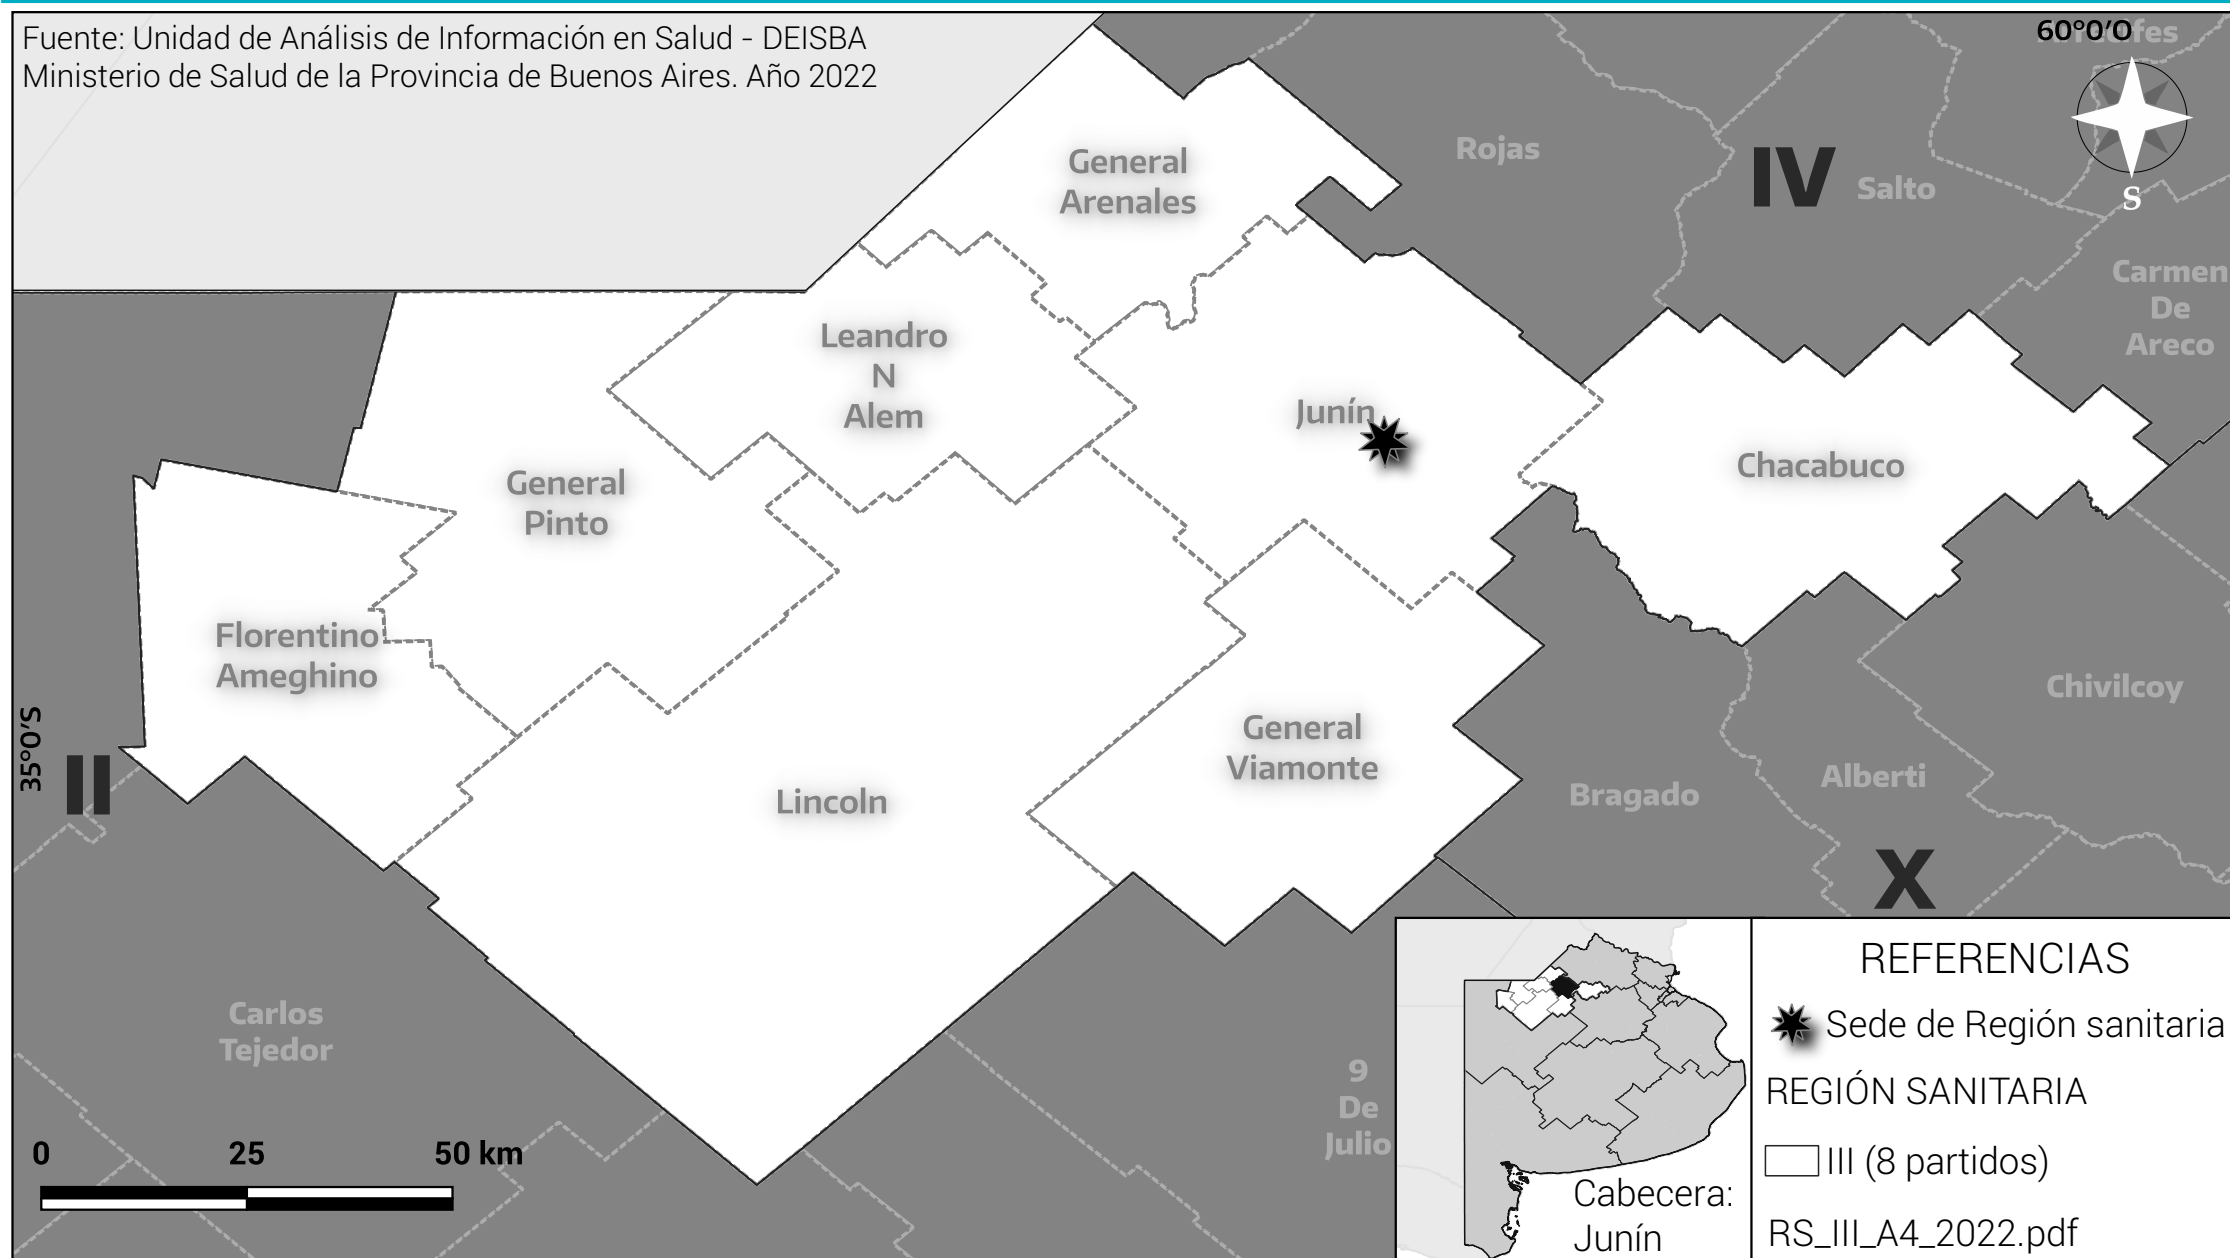 Fuente: Unidad de Análisis de Información en Salud - DEISBA
Ministerio de Salud de la Provincia de Buenos Aires. Año 2022
60°0'0
Arrecifes
S
General
Arenales
Rojas
IV
Salto
Carmen
De
Areco
Leandro
N
Alem
Junín
Chacabuco
General
Pinto
Florentino
Ameghino
35°0'S
II
Lincoln
General
Viamonte
Bragado
Alberti
Chivilcoy
X
Carlos
Tejedor
9
De
Julio
0 25 50 km
Cabecera:
Junín
REFERENCIAS
Sede de Región sanitaria
REGIÓN SANITARIA
III (8 partidos)
RS_III_A4_2022.pdf